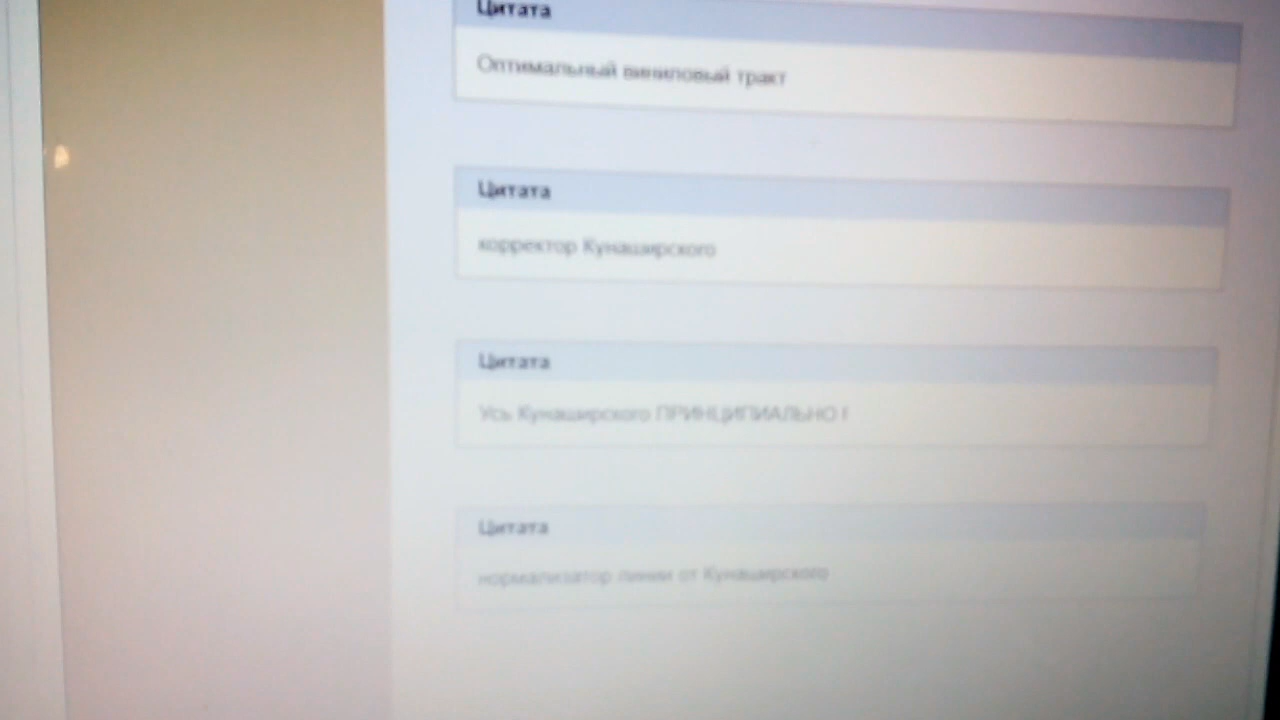 Цитата
Оптимальный виниловый тракт
Цитата
корректор Кунаширского
Цитата
Усь Кунаширского ПРИНЦИПИАЛЬНО
Цитата
нормализатор линии от Кунаширского